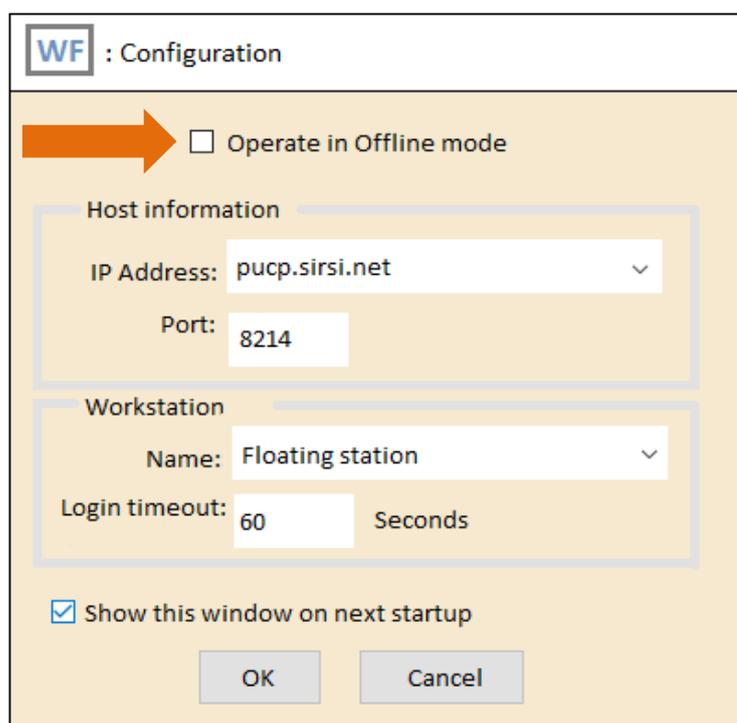 WF : Configuration
Operate in Offline mode
Host information
IP Address: pucp.sirsi.net
Port: 8214
Workstation
Name: Floating station
Login timeout: 60 Seconds
Show this window on next startup
OK Cancel